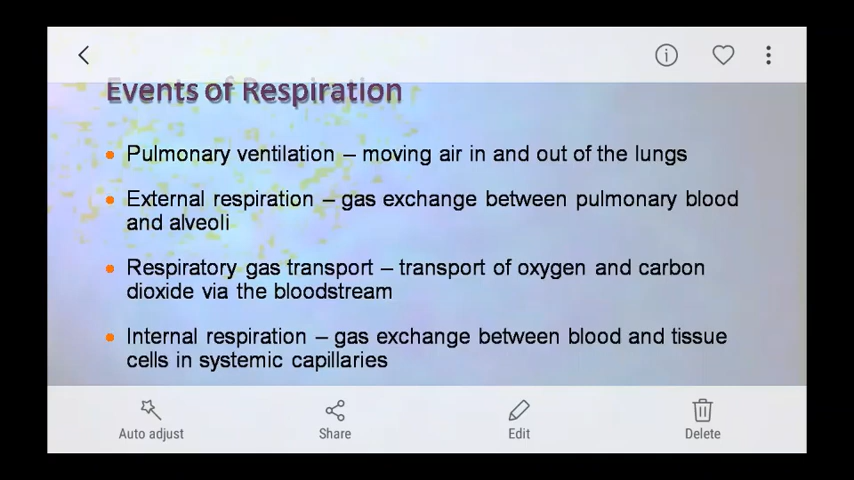 Events of Respiration
Pulmonary ventilation – moving air in and out of the lungs
External respiration – gas exchange between pulmonary blood
and alveoli
Respiratory gas transport – transport of oxygen and carbon
dioxide via the bloodstream
Internal respiration – gas exchange between blood and tissue
cells in systemic capillaries
Auto adjust
Share
Edit
Delete